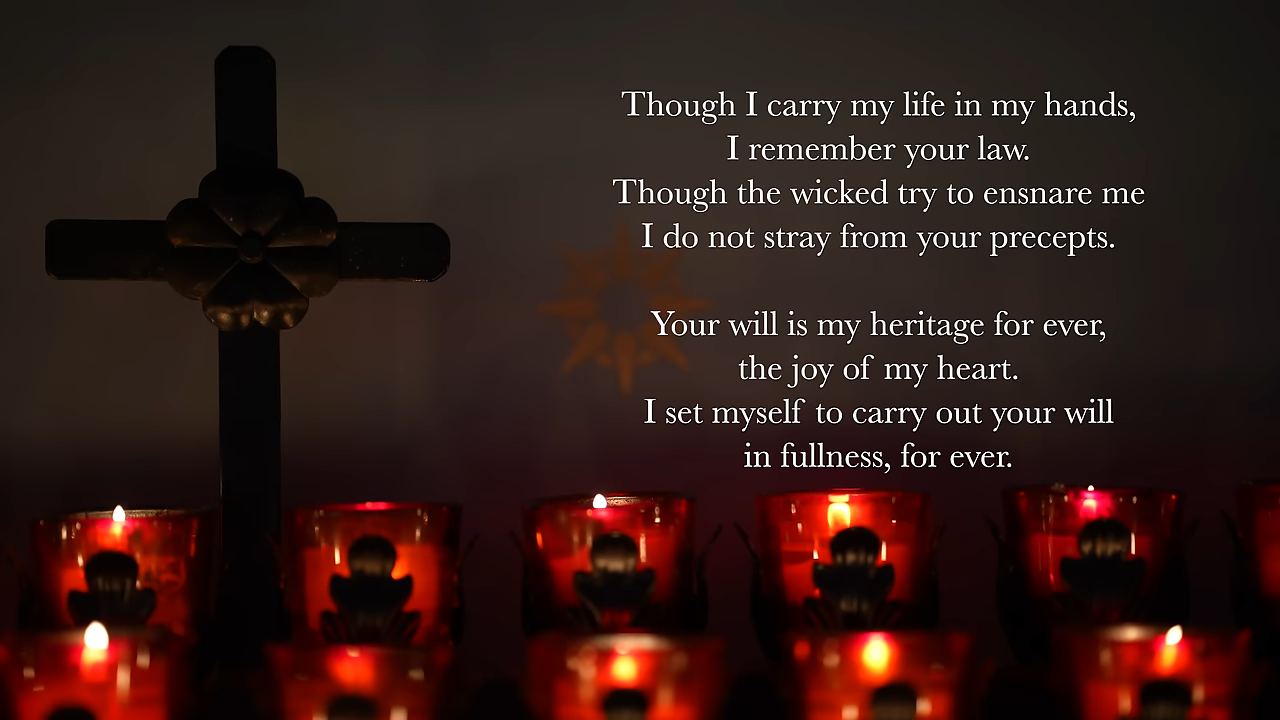 Though I carry my life in my hands,
I remember your law.
Though the wicked try to ensnare me
I do not stray from your precepts.
Your will is my heritage for ever,
the joy of my heart.
I set myself to carry out your will
in fullness, for ever.